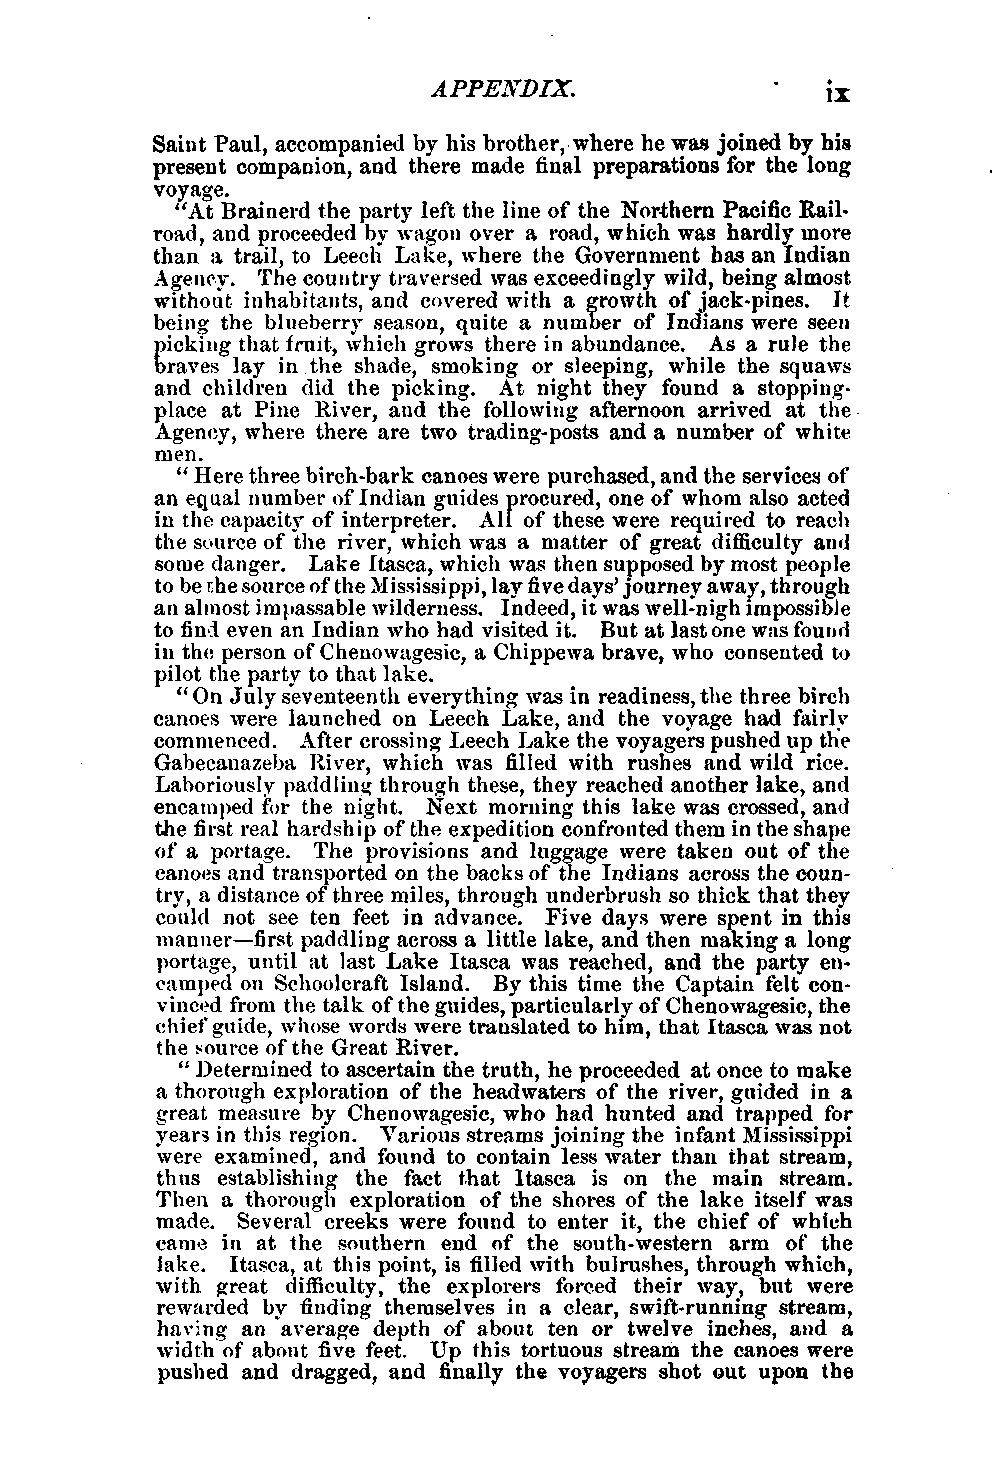 APPENDIX. ix
Saint Paul, accompanied by his brother, where he was joined by his
present companion, and there made final preparations for the long
voyage.
"At Brainerd the party left the line of the Northern Pacific Rail-
road, and proceeded by wagon over a road, which was hardly more
than a trail, to Leech Lake, where the Government has an Indian
Agency. The country traversed was exceedingly wild, being almost
without inhabitants, and covered with a growth of jack-pines. It
being the blueberry season, quite a number of Indians were seen
picking that fruit, which grows there in abundance. As a rule the
braves lay in the shade, smoking or sleeping, while the squaws
and children did the picking. At night they found a stopping-
place at Pine River, and the following afternoon arrived at the
Agency, where there are two trading-posts and a number of white
men.
"Here three birch-bark canoes were purchased, and the services of
an equal number of Indian guides procured, one of whom also acted
in the capacity of interpreter. All of these were required to reach
the source of the river, which was a matter of great difficulty and
some danger. Lake Itasca, which was then supposed by most people
to be the source of the Mississippi, lay five days' journey away, through
an almost impassable wilderness. Indeed, it was well-nigh impossible
to find even an Indian who had visited it. But at last one was found
in the person of Chenowagesic, a Chippewa brave, who consented to
pilot the party to that lake.
"On July seventeenth everything was in readiness, the three birch
canoes were launched on Leech Lake, and the voyage had fairly
commenced. After crossing Leech Lake the voyagers pushed up the
Gabecanazeba River, which was filled with rushes and wild rice.
Laboriously paddling through these, they reached another lake, and
encamped for the night. Next morning this lake was crossed, and
the first real hardship of the expedition confronted them in the shape
of a portage. The provisions and luggage were taken out of the
canoes and transported on the backs of the Indians across the coun-
try, a distance of three miles, through underbrush so thick that they
could not see ten feet in advance. Five days were spent in this
manner—first paddling across a little lake, and then making a long
portage, until at last Lake Itasca was reached, and the party en-
camped on Schoolcraft Island. By this time the Captain felt con-
vinced from the talk of the guides, particularly of Chenowagesic, the
chief guide, whose words were translated to him, that Itasca was not
the source of the Great River.
"Determined to ascertain the truth, he proceeded at once to make
a thorough exploration of the headwaters of the river, guided in a
great measure by Chenowagesic, who had hunted and trapped for
years in this region. Various streams joining the infant Mississippi
were examined, and found to contain less water than that stream,
thus establishing the fact that Itasca is on the main stream.
Then a thorough exploration of the shores of the lake itself was
made. Several creeks were found to enter it, the chief of which
came in at the southern end of the south-western arm of the
lake. Itasca, at this point, is filled with bulrushes, through which,
with great difficulty, the explorers forced their way, but were
rewarded by finding themselves in a clear, swift-running stream,
having an average depth of about ten or twelve inches, and a
width of about five feet. Up this tortuous stream the canoes were
pushed and dragged, and finally the voyagers shot out upon the